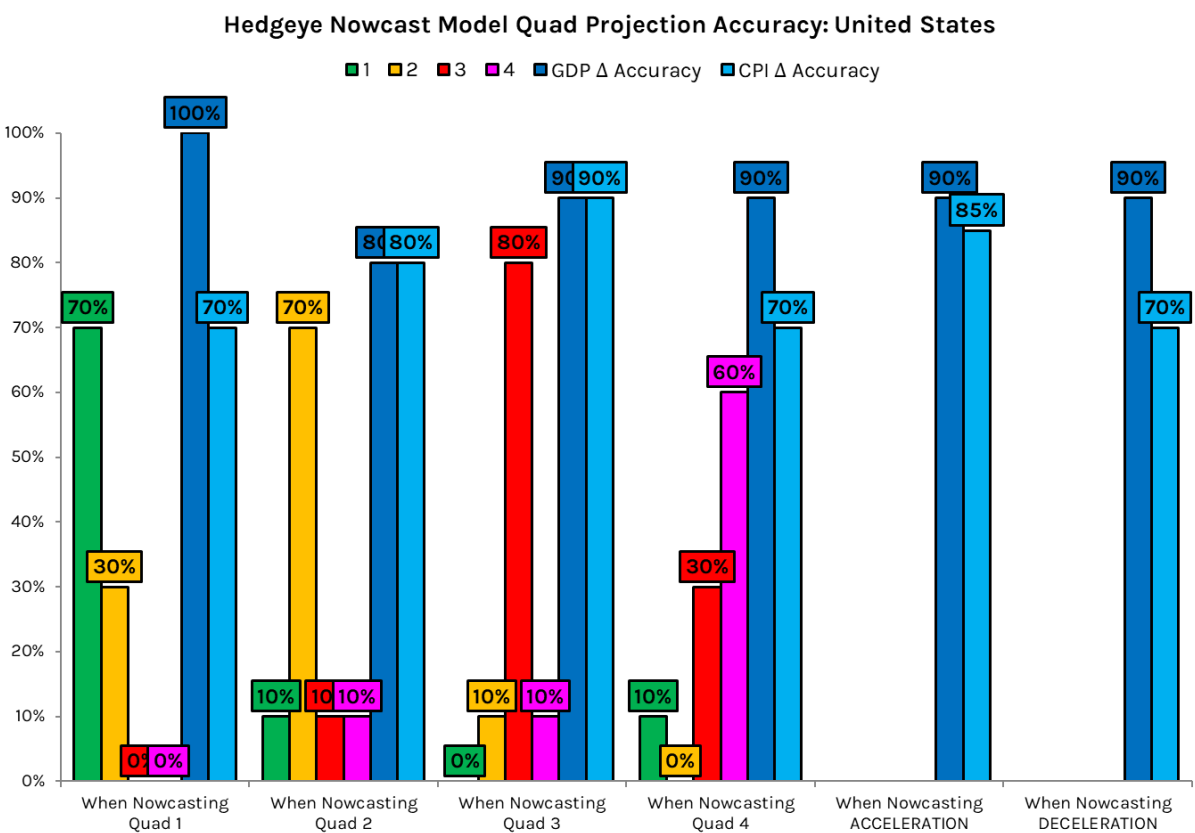 Hedgeye Nowcast Model Quad Projection Accuracy: United States
1 2 3 4 GDP Δ Accuracy CPI Δ Accuracy
100%
90%
80%
70%
60%
50%
40%
30%
20%
10%
0%
70%
30%
0%
0%
100%
70%
10%
70%
10
10%
80
80%
0%
10%
80%
10%
90
90%
10%
0%
30%
60%
90%
70%
90%
85%
90%
70%
When Nowcasting
Quad 1
When Nowcasting
Quad 2
When Nowcasting
Quad 3
When Nowcasting
Quad 4
When Nowcasting
ACCELERATION
When Nowcasting
DECELERATION